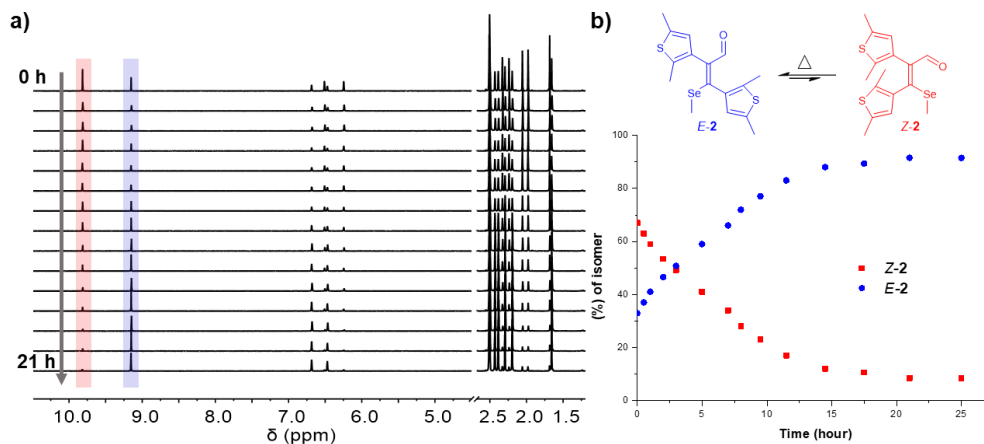 a)
0 h
21 h
10.0 9.0 8.0 7.0 6.0 5.0 2.5 2.0 1.5
δ (ppm)
b)
S
O
Se
S
E-2
△
S
O
S
Se
Z-2
100
80
60
40
20
0
(%) of isomer
Z-2
E-2
0 5 10 15 20 25
Time (hour)